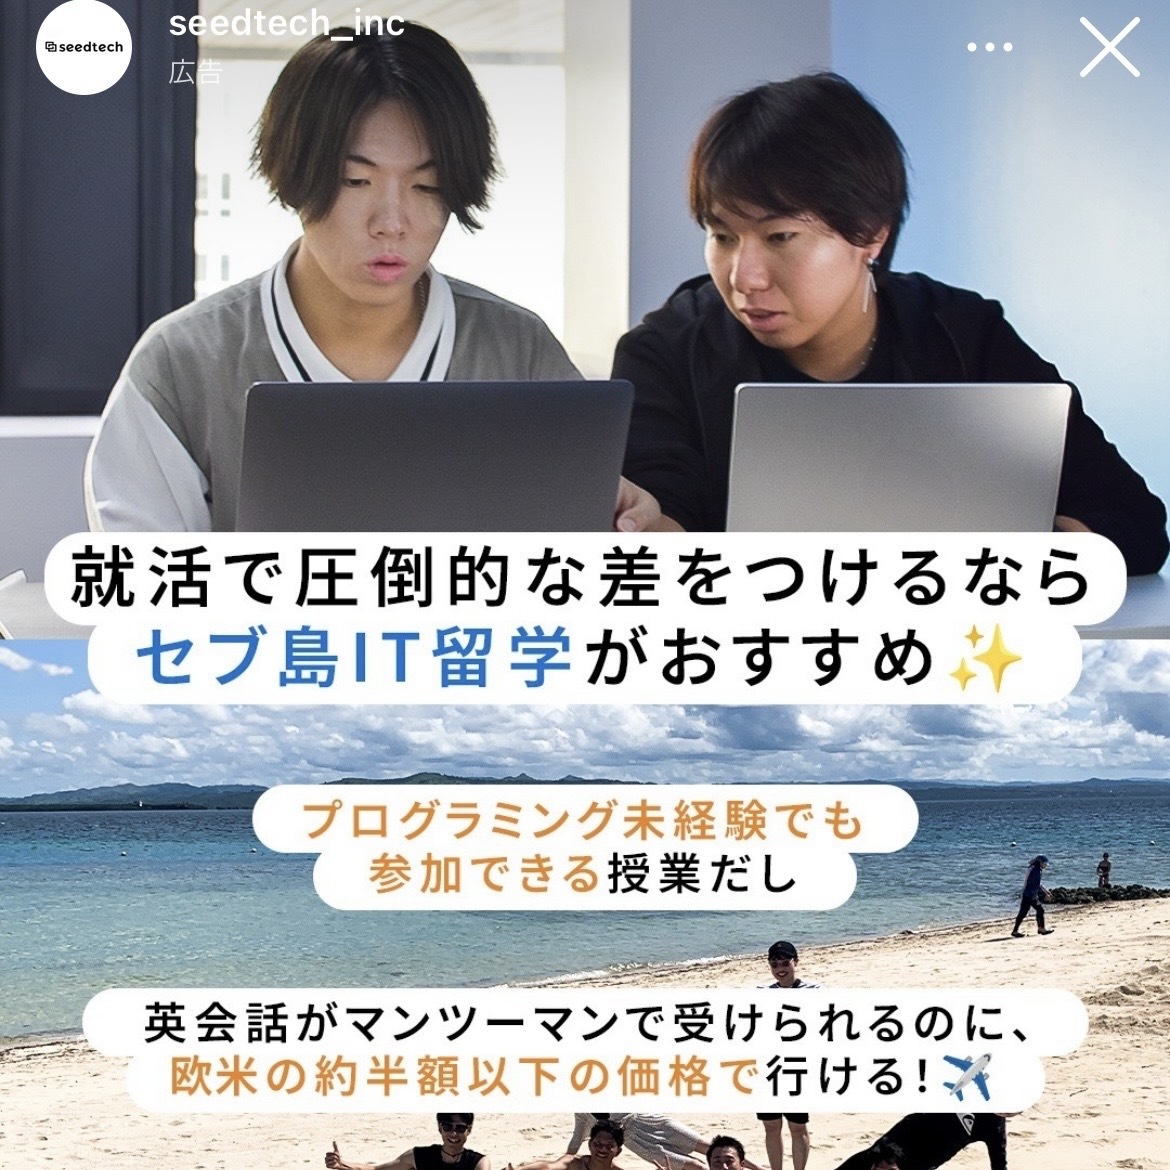 seedtech
seedtech_inc
広告
就活で圧倒的な差をつけるなら
セブ島IT留学がおすすめ✨
プログラミング未経験でも
参加できる授業だし
英会話がマンツーマンで受けられるのに、
欧米の約半額以下の価格で行ける!✈️